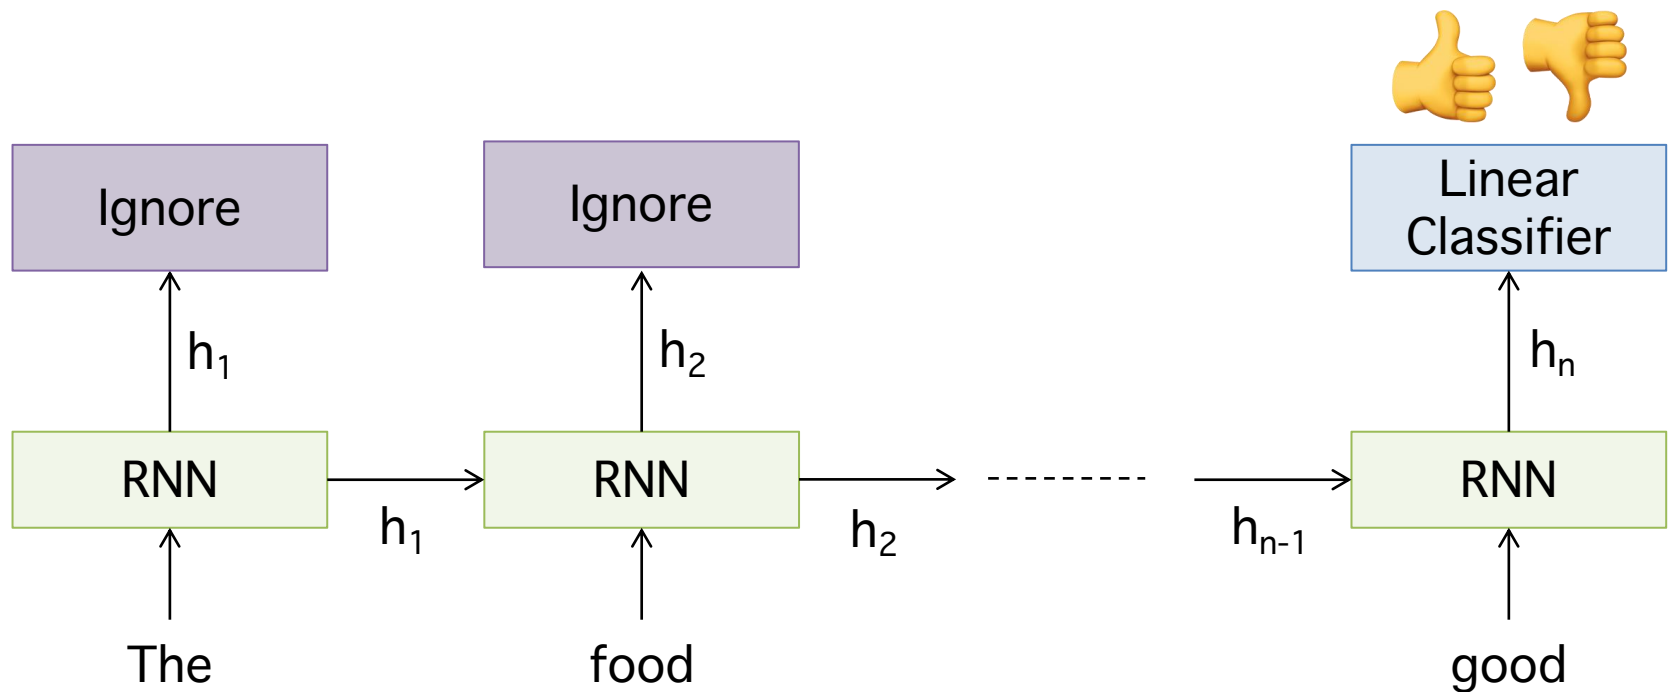 Ignore
Ignore
Linear
Classifier
h₁
h₂
hₙ
RNN
RNN
RNN
h₁
h₂
hₙ₋₁
The
food
good